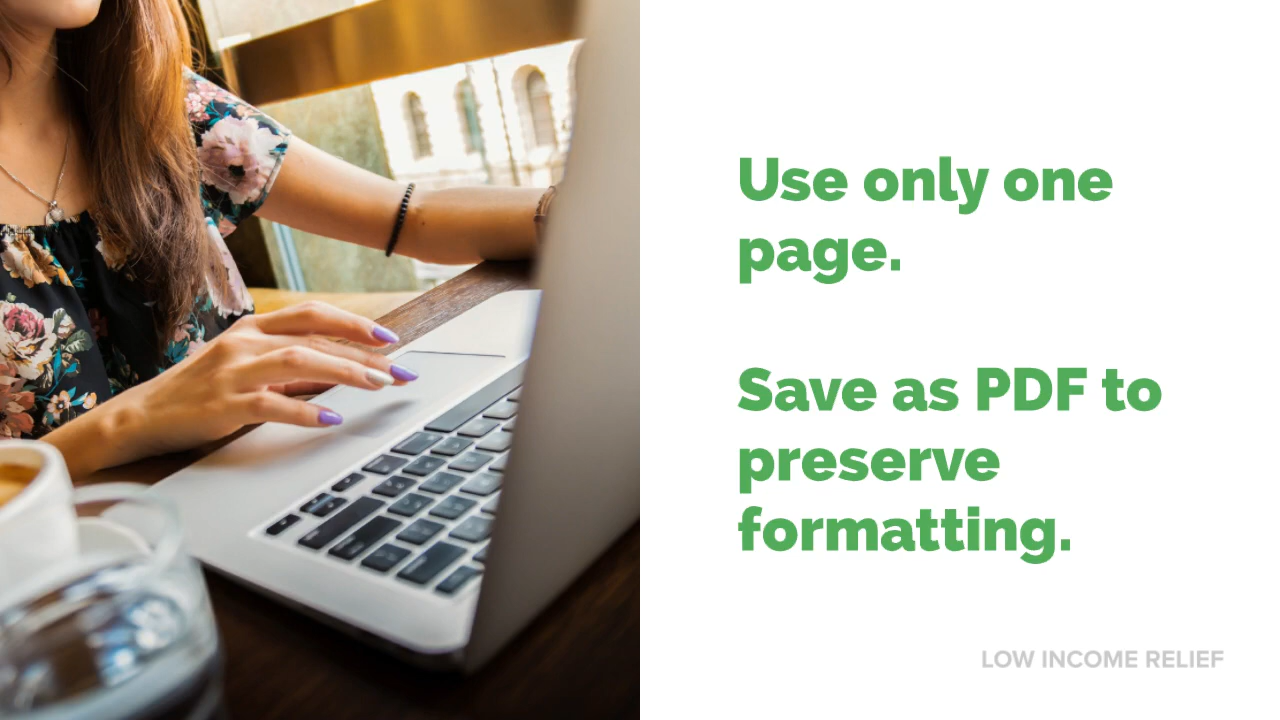 Use only one
page.
Save as PDF to
preserve
formatting.
LOW INCOME RELIEF